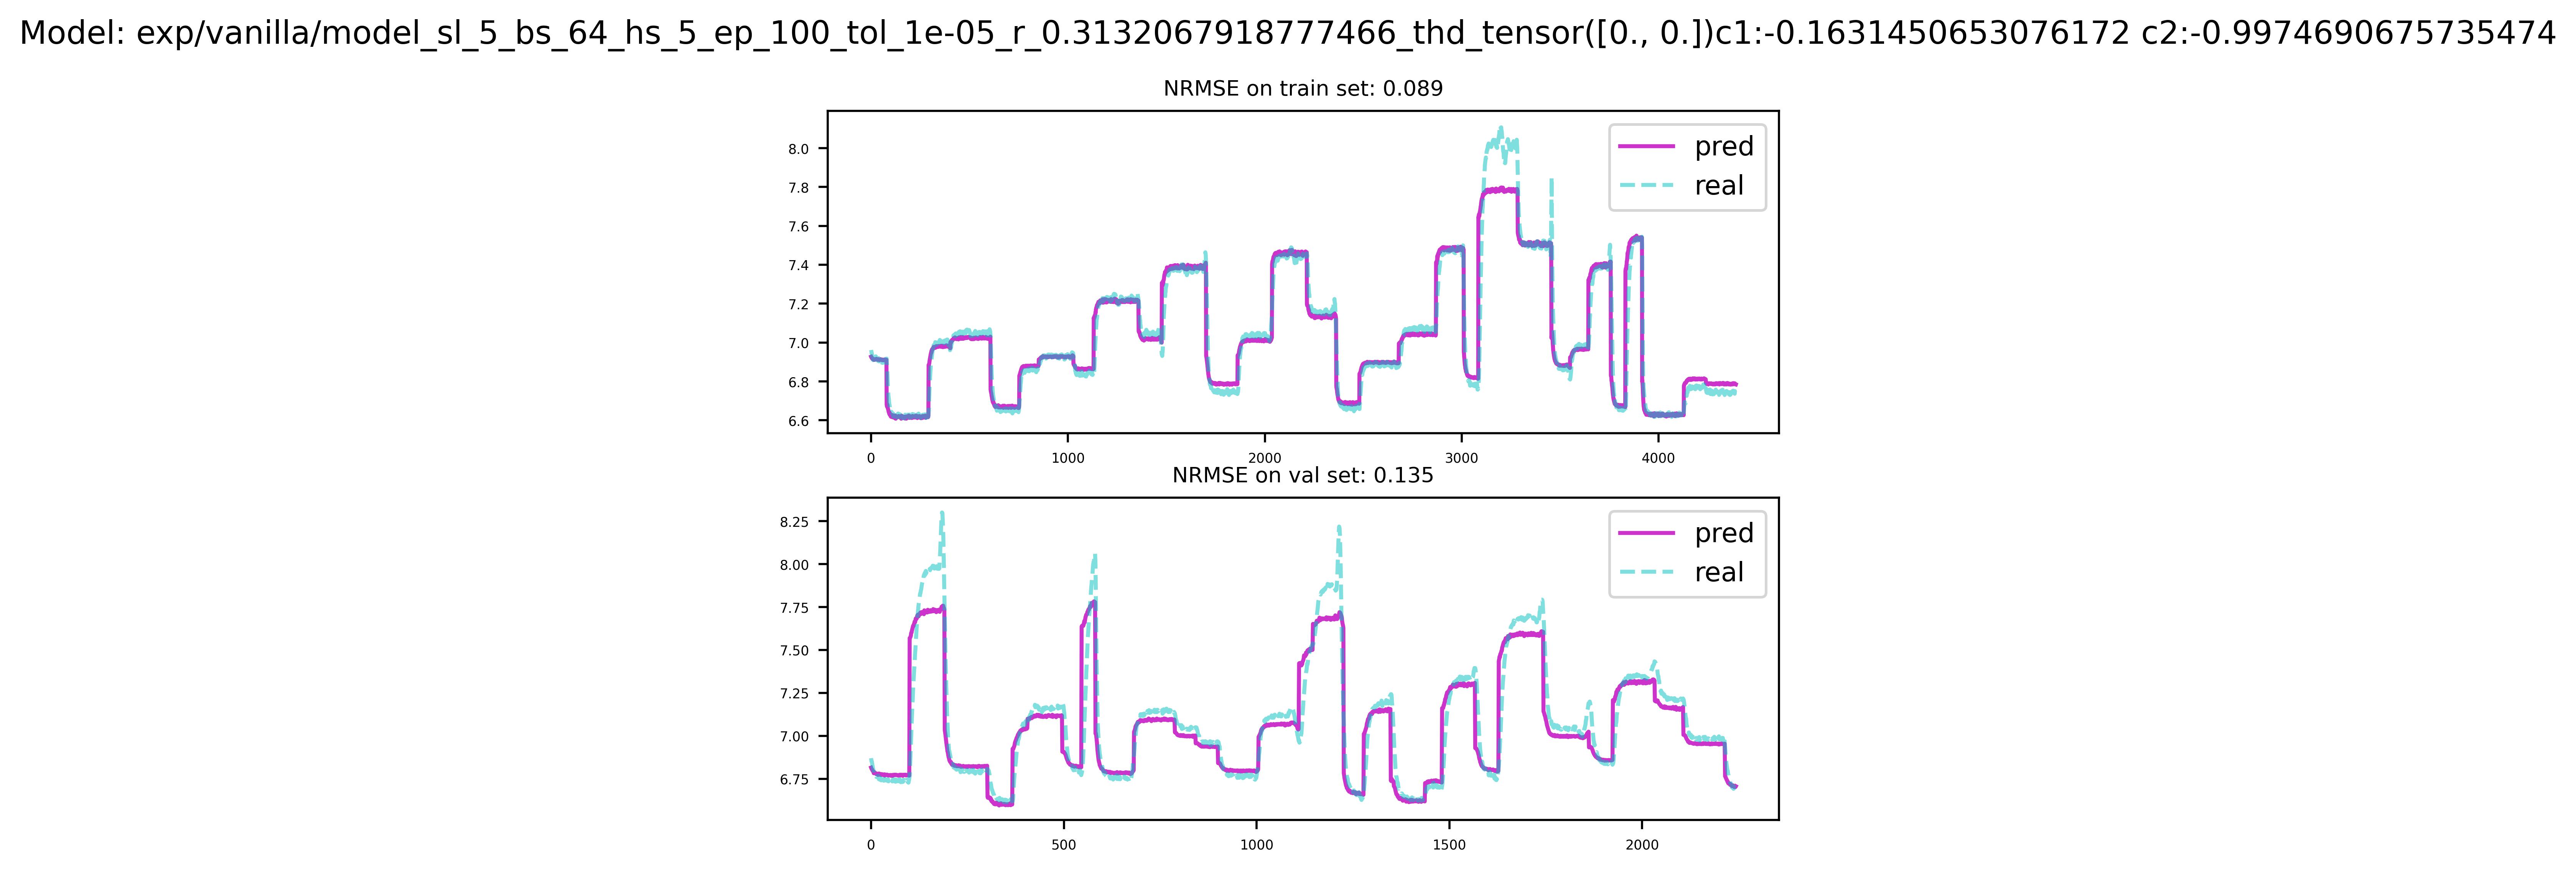 Model: exp/vanilla/model_sl_5_bs_64_hs_5_ep_100_tol_1e-05_r_0.3132067918777466_thd_tensor([0., 0.])c1:-0.1631450653076172 c2:-0.9974690675735474
NRMSE on train set: 0.089
pred
real
8.0
7.8
7.6
7.4
7.2
7.0
6.8
6.6
0 1000 2000 3000 4000
NRMSE on val set: 0.135
pred
real
8.25
8.00
7.75
7.50
7.25
7.00
6.75
0 500 1000 1500 2000